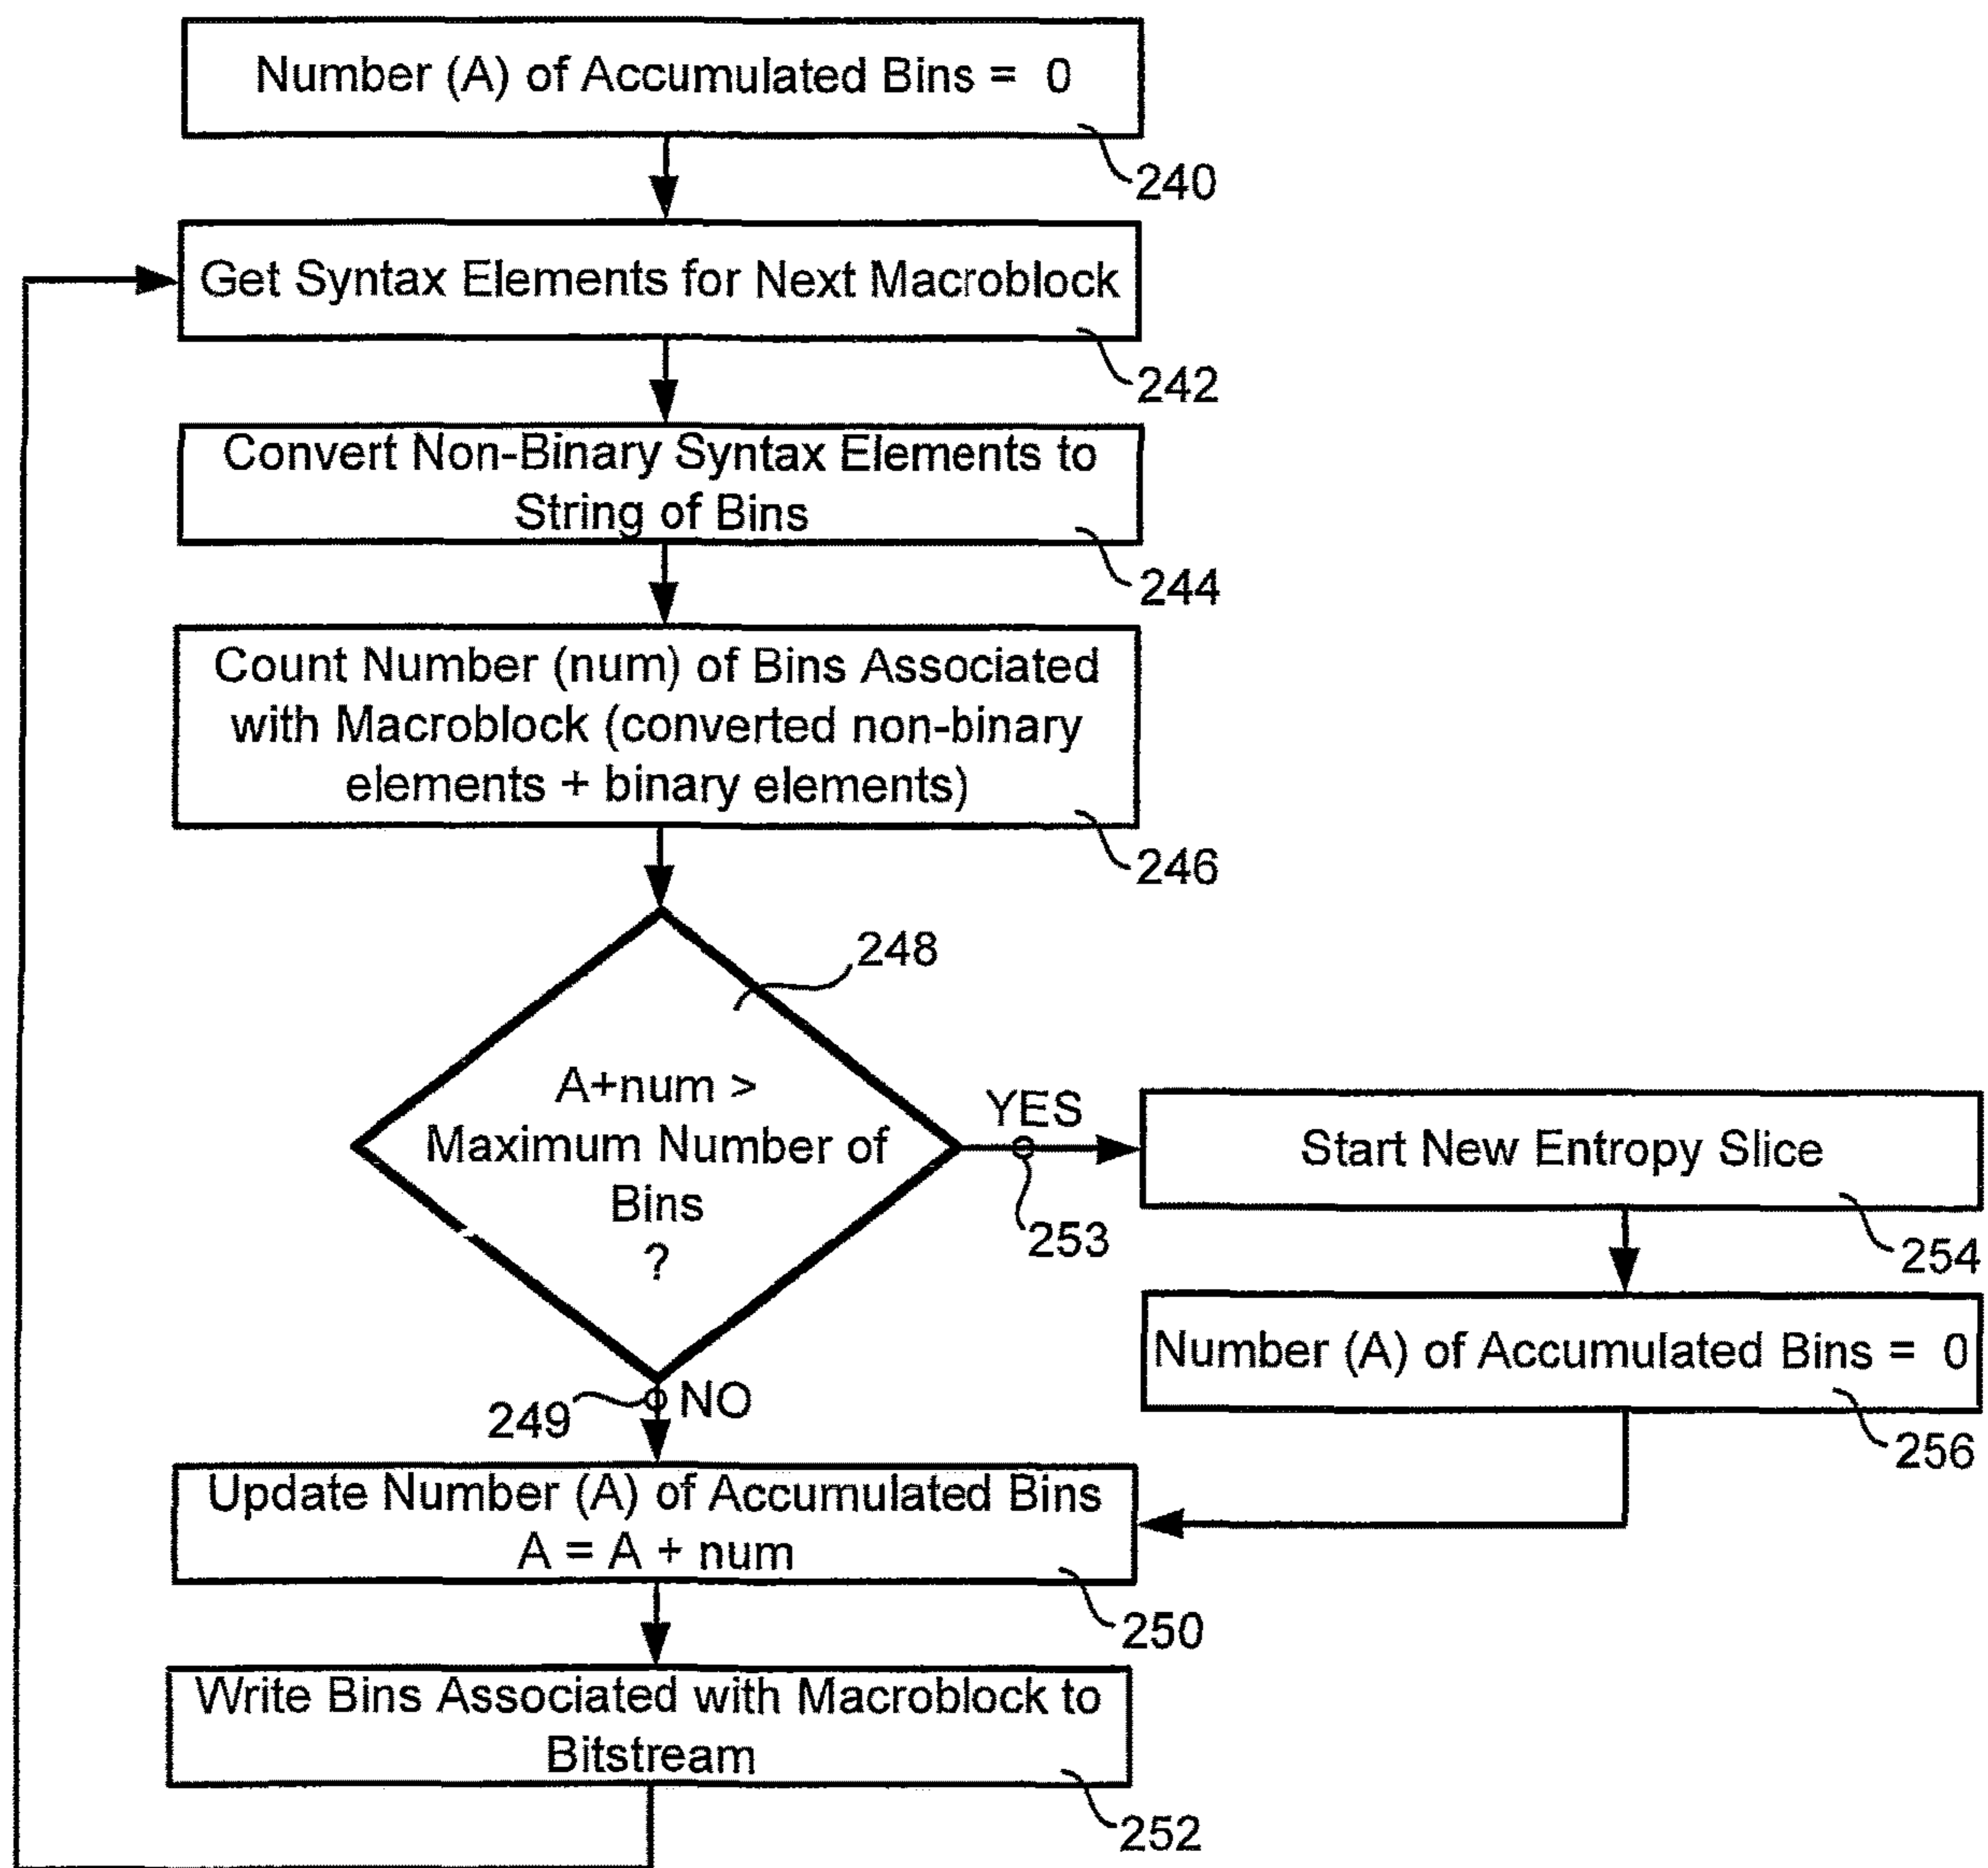 Number (A) of Accumulated Bins = 0
240
Get Syntax Elements for Next Macroblock
242
Convert Non-Binary Syntax Elements to
String of Bins
244
Count Number (num) of Bins Associated
with Macroblock (converted non-binary
elements + binary elements)
246
248
A+num >
Maximum Number of
Bins
?
YES
253
Start New Entropy Slice
254
Number (A) of Accumulated Bins = 0
256
249
NO
Update Number (A) of Accumulated Bins
A = A + num
250
Write Bins Associated with Macroblock to
Bitstream
252